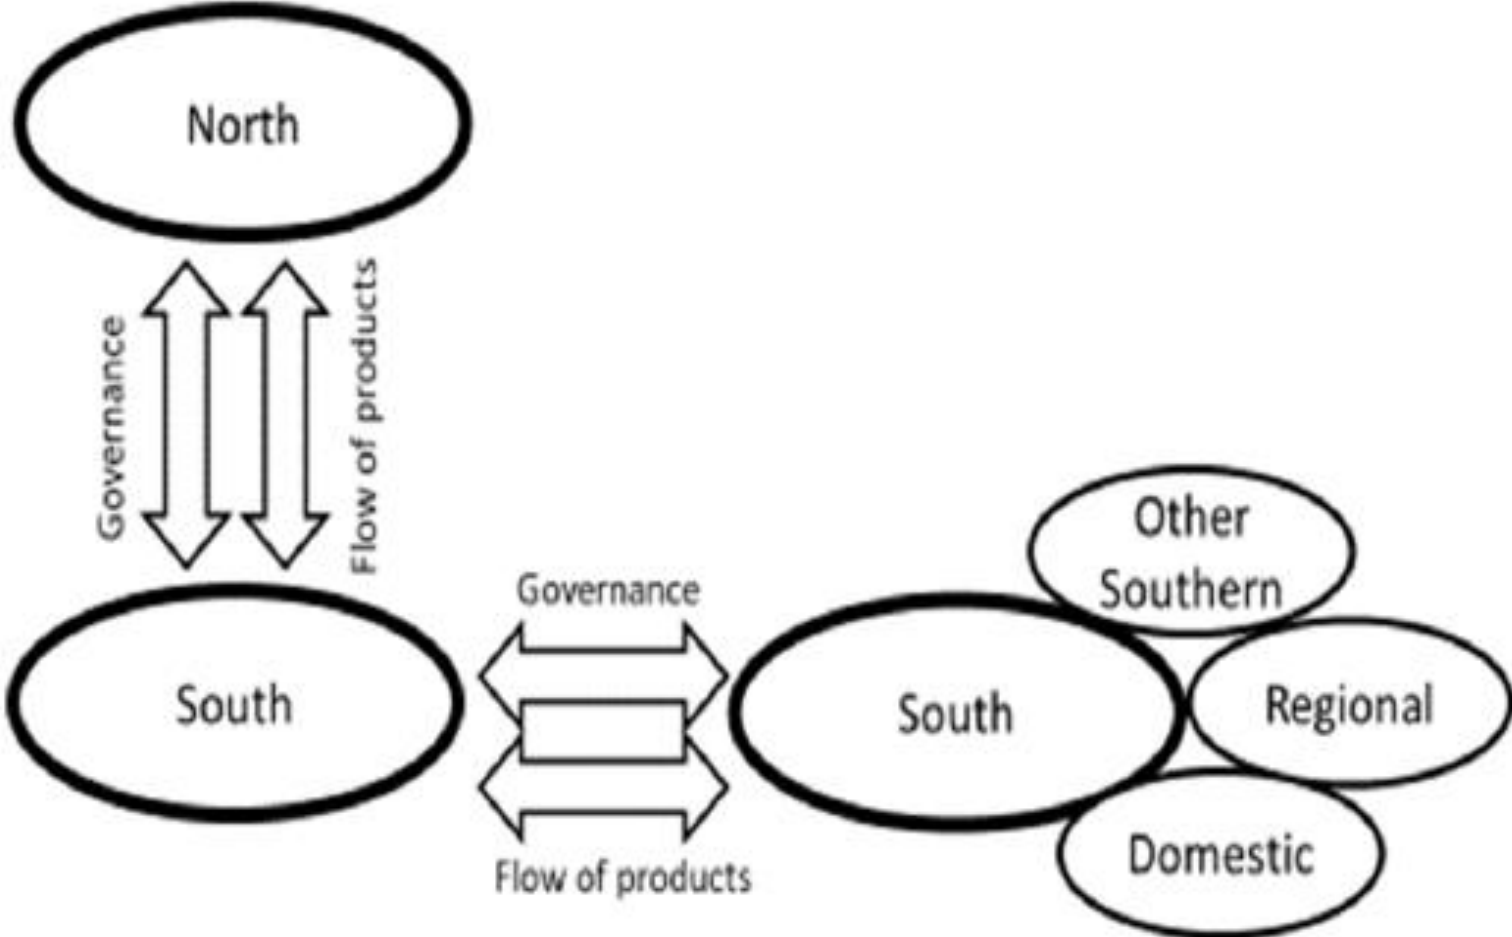 North
Governance
Flow of products
South
Governance
Flow of products
South
Other
Southern
Regional
Domestic